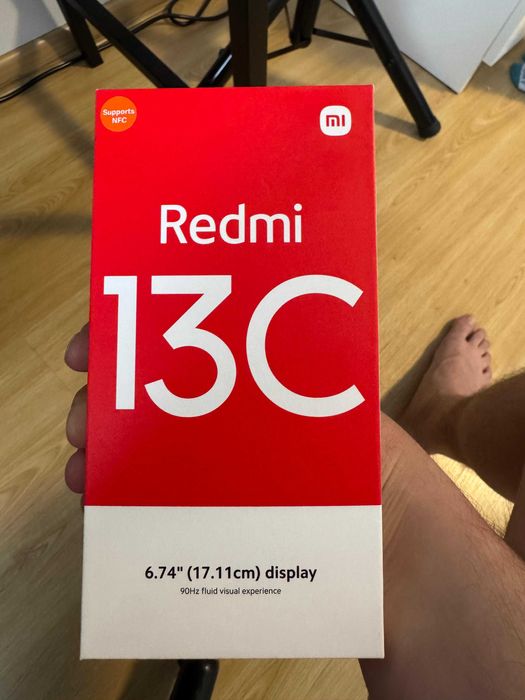 Supports
NFC
mi
Redmi
13C
6.74" (17.11cm) display
90Hz fluid visual experience